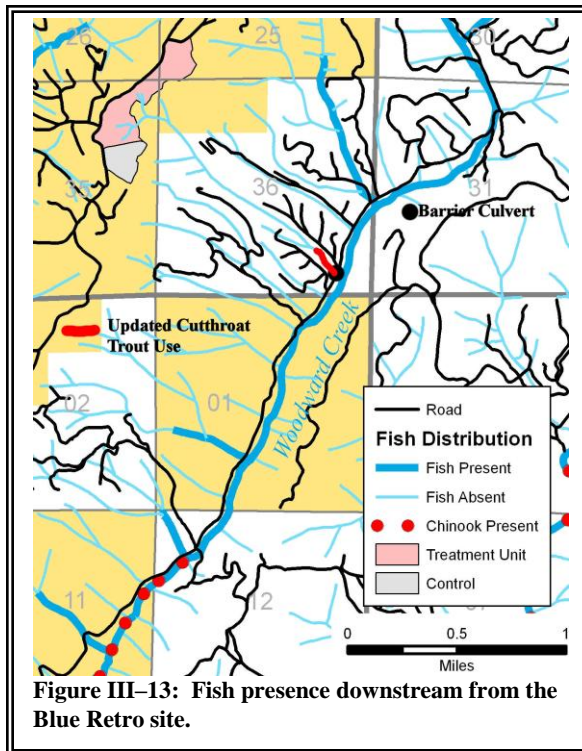 26
25
30
35
36
31
Barrier Culvert
Woodward Creek
Updated Cutthroat
Trout Use
02
01
11
12
Road
Fish Distribution
Fish Present
Fish Absent
Chinook Present
Treatment Unit
Control
0 0.5 1
Miles
Figure III–13: Fish presence downstream from the
Blue Retro site.